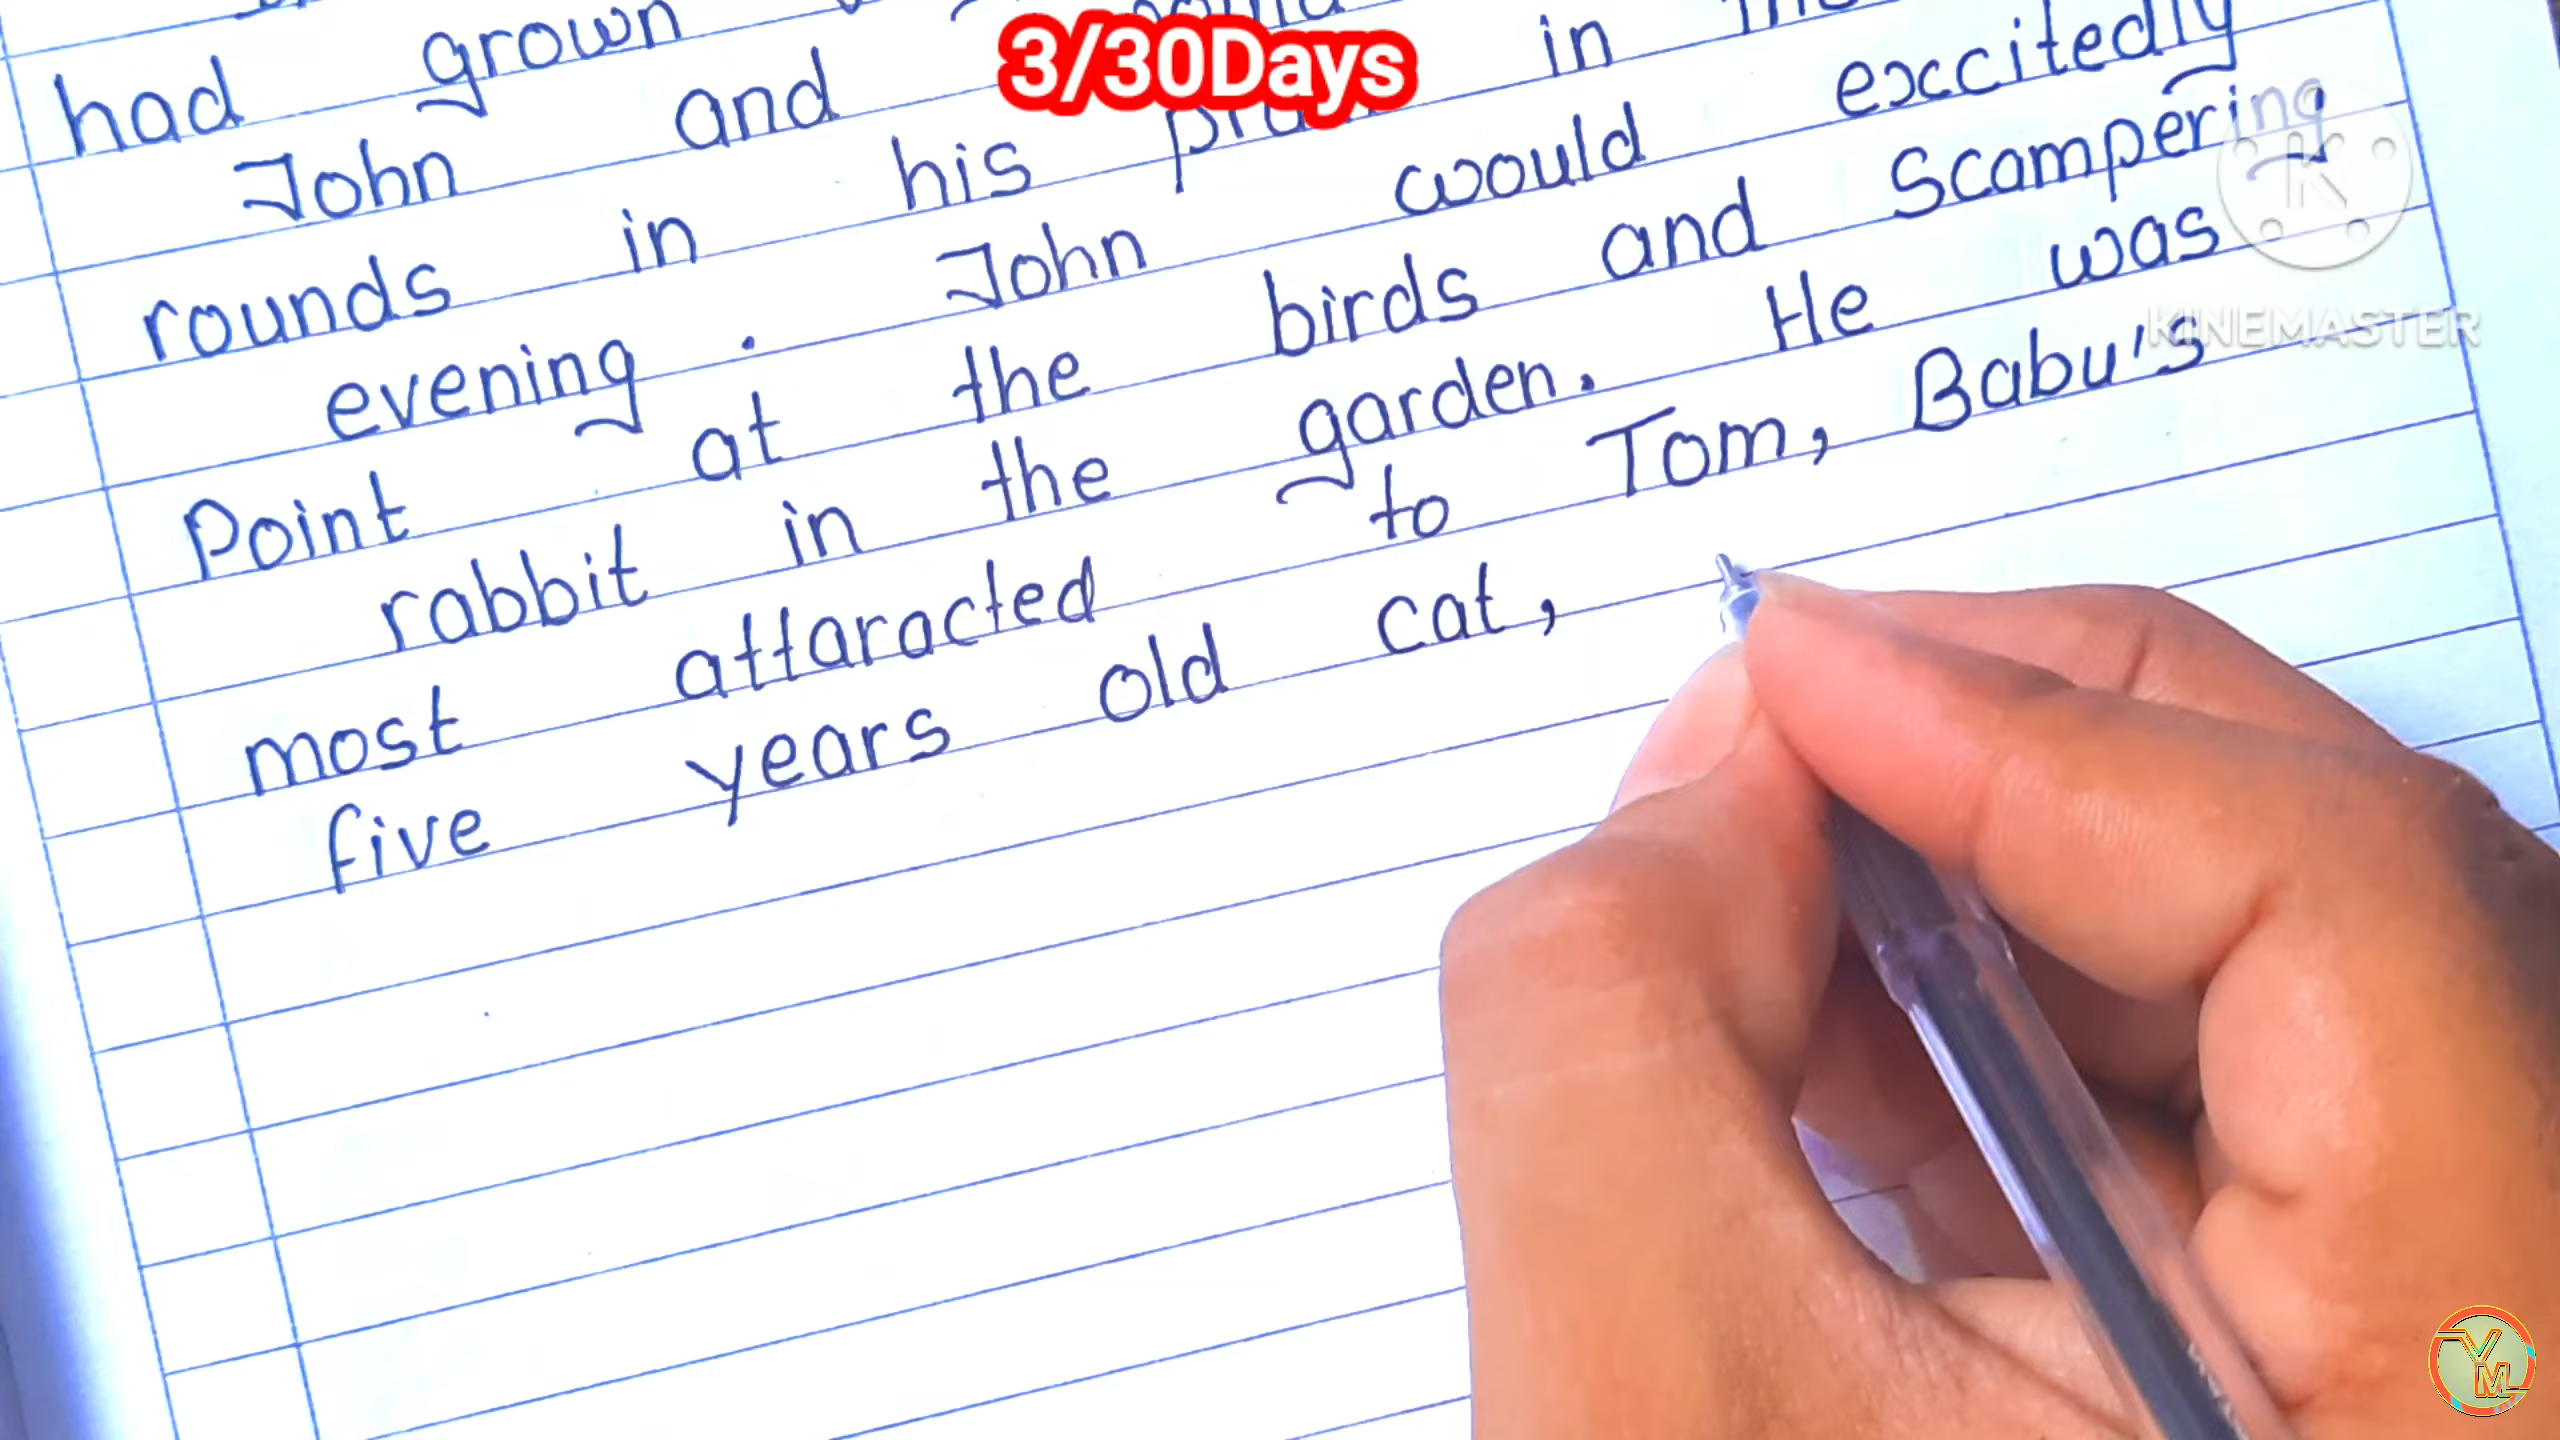 had grown
John and
rounds in his in
evening . John would excitedly
Point at the birds and Scampering
rabbit in the garden. He was
most attaracted to Tom, Babu's
five years old cat,
3/30Days
KINEMASTER
YM